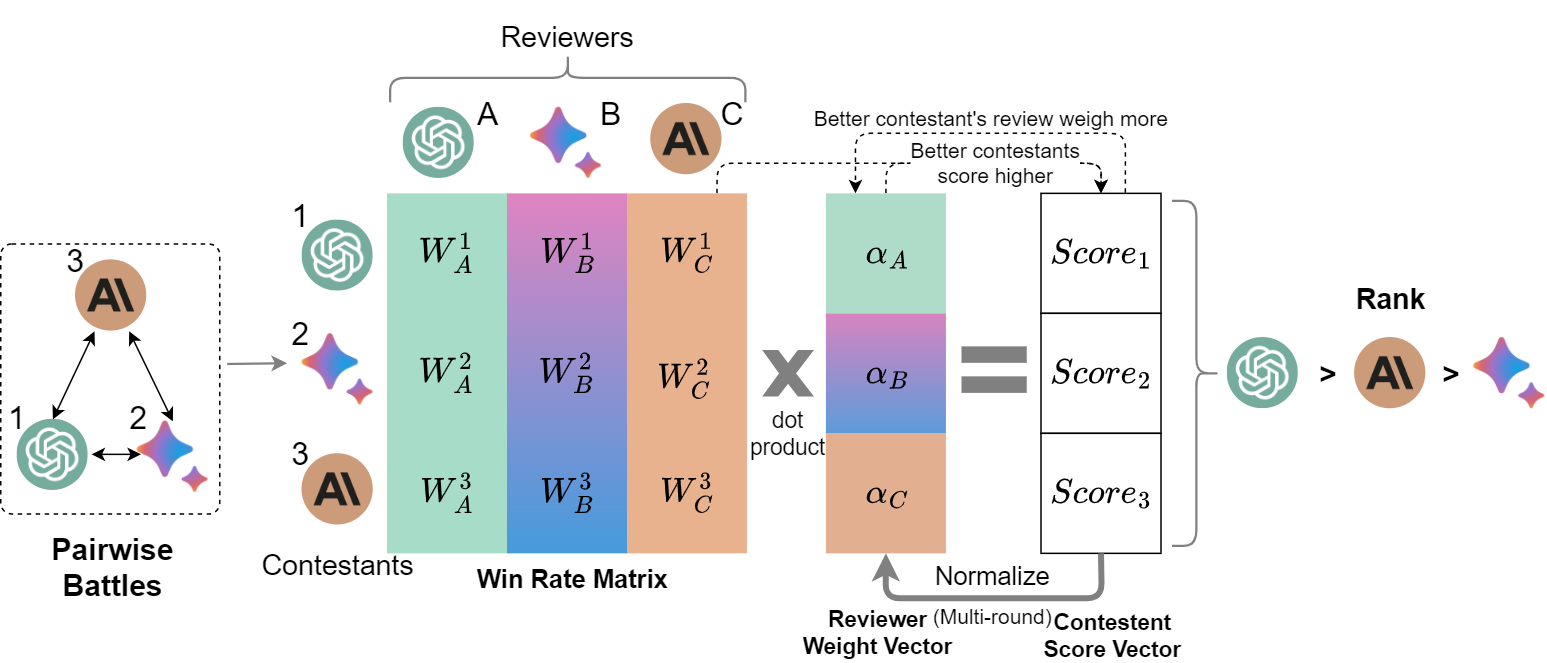 Reviewers
A
B
C
Better contestant's review weigh more
Better contestants
score higher
1
2
3
3
1
2
Pairwise
Battles
Contestants
$W_A^1$ $W_B^1$ $W_C^1$
$W_A^2$ $W_B^2$ $W_C^2$
$W_A^3$ $W_B^3$ $W_C^3$
Win Rate Matrix
x
dot
product
$\alpha_A$
$\alpha_B$
$\alpha_C$
=
$Score_1$
$Score_2$
$Score_3$
Normalize
(Multi-round)
Reviewer
Weight Vector
Contestent
Score Vector
Rank
> >